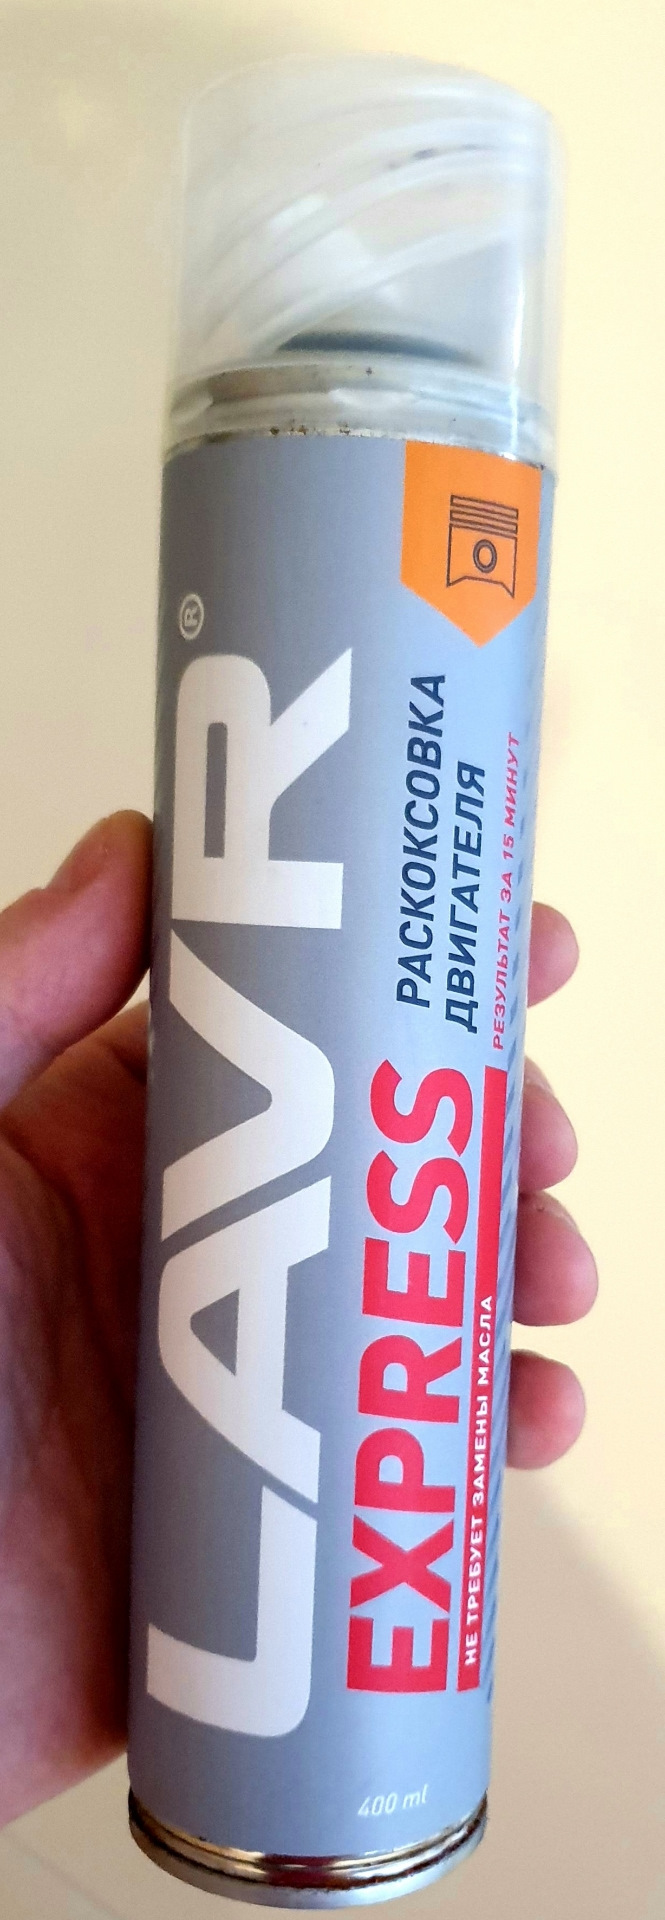 LAVR®
РАСКОКСОВКА
ДВИГАТЕЛЯ
РЕЗУЛЬТАТ ЗА 15 МИНУТ
EXPRESS
НЕ ТРЕБУЕТ ЗАМЕНЫ МАСЛА
400 ml